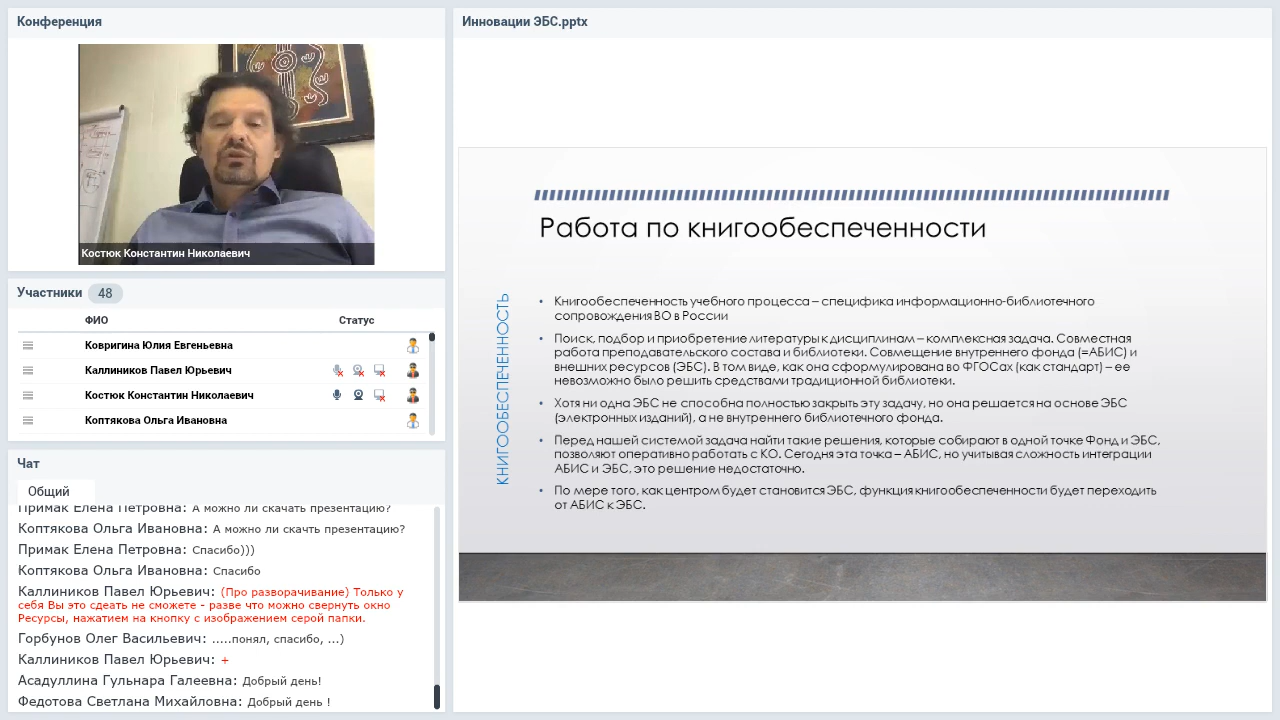 Конференция
Костюк Константин Николаевич
Участники 48
ФИО Статус
Ковригина Юлия Евгеньевна
Каллиников Павел Юрьевич
Костюк Константин Николаевич
Коптякова Ольга Ивановна
Чат
Общий
Примак Елена Петровна: А можно ли скачать презентацию?
Коптякова Ольга Ивановна: А можно ли скачть презентацию?
Примак Елена Петровна: Спасибо)))
Коптякова Ольга Ивановна: Спасибо
Каллиников Павел Юрьевич: (Про разворачивание) Только у
себя Вы это сдеать не сможете - разве что можно свернуть окно
Ресурсы, нажатием на кнопку с изображением серой папки.
Горбунов Олег Васильевич: .....понял, спасибо, ...)
Каллиников Павел Юрьевич: +
Асадуллина Гульнара Галеевна: Добрый день!
Федотова Светлана Михайловна: Добрый день !
Инновации ЭБС.pptx
Работа по книгообеспеченности
КНИГООБЕСПЕЧЕННОСТЬ
• Книгообеспеченность учебного процесса – специфика информационно-библиотечного
сопровождения ВО в России
• Поиск, подбор и приобретение литературы к дисциплинам – комплексная задача. Совместная
работа преподавательского состава и библиотеки. Совмещение внутреннего фонда (=АБИС) и
внешних ресурсов (ЭБС). В том виде, как она сформулирована во ФГОСах (как стандарт) – ее
невозможно было решить средствами традиционной библиотеки.
• Хотя ни одна ЭБС не способна полностью закрыть эту задачу, но она решается на основе ЭБС
(электронных изданий), а не внутреннего библиотечного фонда.
• Перед нашей системой задача найти такие решения, которые собирают в одной точке Фонд и ЭБС,
позволяют оперативно работать с КО. Сегодня эта точка – АБИС, но учитывая сложность интеграции
АБИС и ЭБС, это решение недостаточно.
• По мере того, как центром будет становится ЭБС, функция книгообеспеченности будет переходить
от АБИС к ЭБС.